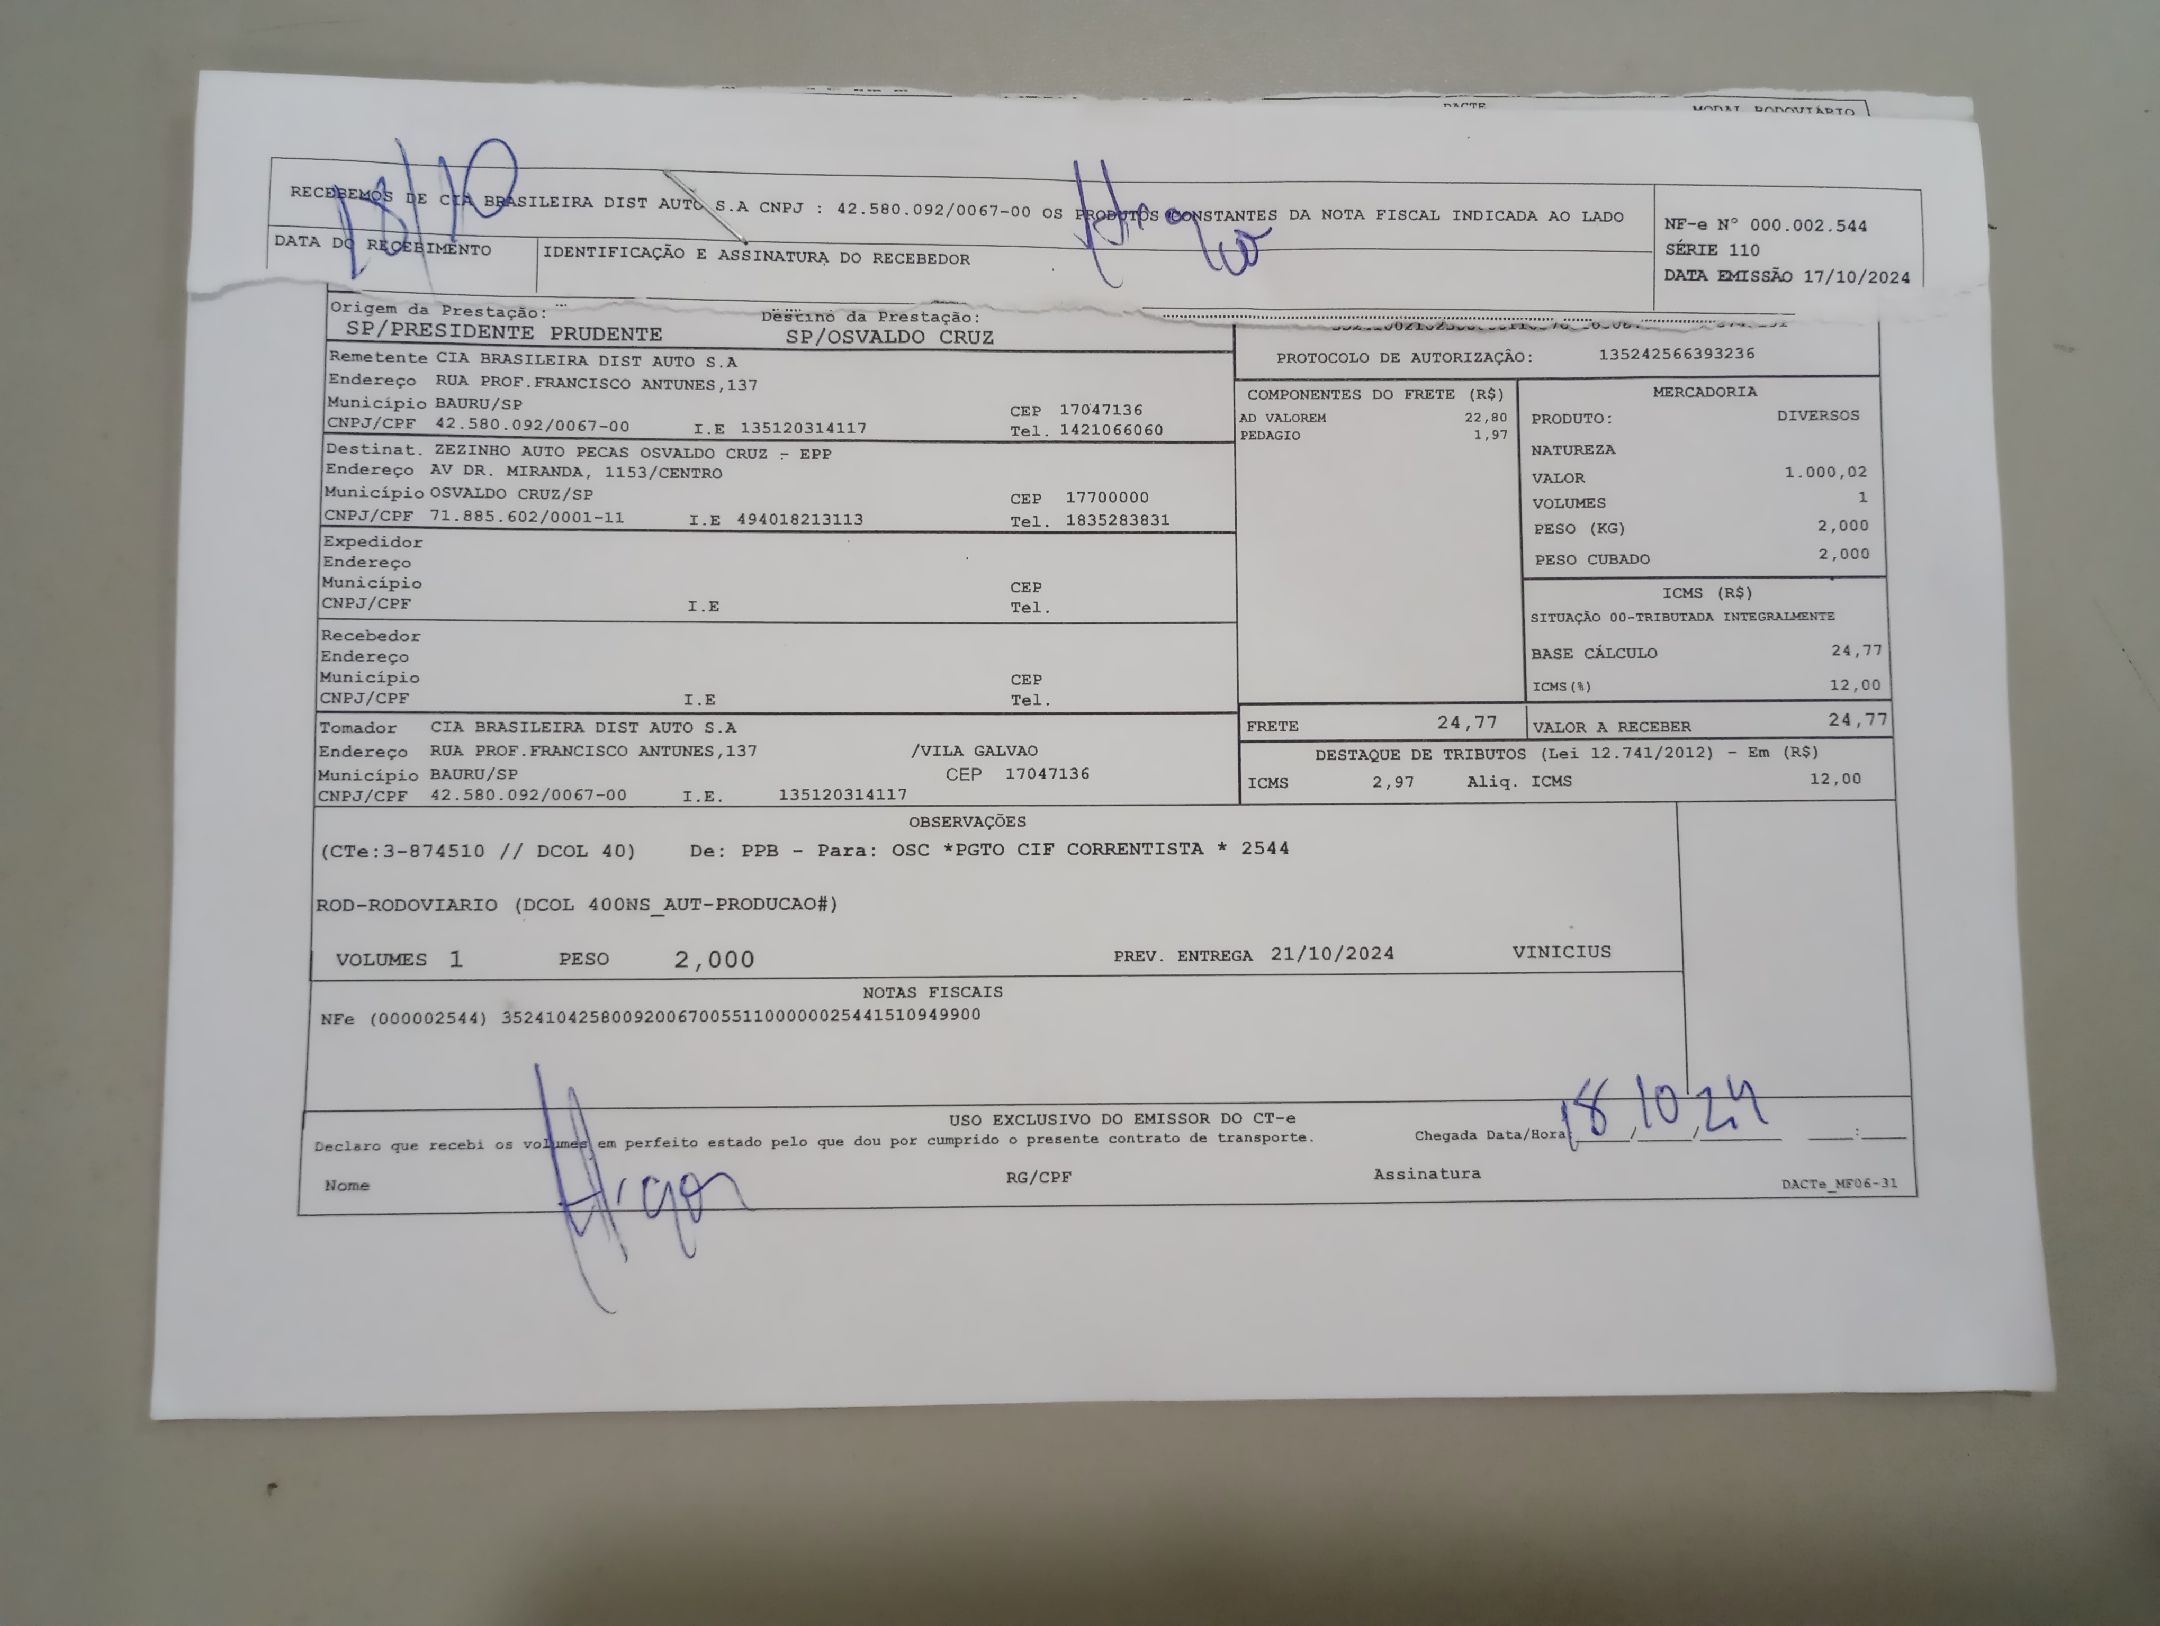 DACTE MODAL RODOVIÁRIO
18/10
RECEBEMOS DE CIA BRASILEIRA DIST AUTO S.A CNPJ : 42.580.092/0067-00 OS PRODUTOS CONSTANTES DA NOTA FISCAL INDICADA AO LADO
NF-e N° 000.002.544
SÉRIE 110
DATA EMISSÃO 17/10/2024
DATA DO RECEBIMENTO IDENTIFICAÇÃO E ASSINATURA DO RECEBEDOR
Origem da Prestação: Destino da Prestação:
SP/PRESIDENTE PRUDENTE SP/OSVALDO CRUZ
Remetente CIA BRASILEIRA DIST AUTO S.A
Endereço RUA PROF.FRANCISCO ANTUNES,137
Município BAURU/SP CEP 17047136
CNPJ/CPF 42.580.092/0067-00 I.E 135120314117 Tel. 1421066060
Destinat. ZEZINHO AUTO PECAS OSVALDO CRUZ - EPP
Endereço AV DR. MIRANDA, 1153/CENTRO
Município OSVALDO CRUZ/SP CEP 17700000
CNPJ/CPF 71.885.602/0001-11 I.E 494018213113 Tel. 1835283831
Expedidor
Endereço
Município CEP
CNPJ/CPF I.E Tel.
Recebedor
Endereço
Município CEP
CNPJ/CPF I.E Tel.
Tomador CIA BRASILEIRA DIST AUTO S.A
Endereço RUA PROF.FRANCISCO ANTUNES,137 /VILA GALVAO
Município BAURU/SP CEP 17047136
CNPJ/CPF 42.580.092/0067-00 I.E. 135120314117
PROTOCOLO DE AUTORIZAÇÃO: 135242566393236
COMPONENTES DO FRETE (R$)
AD VALOREM 22,80
PEDAGIO 1,97
MERCADORIA
PRODUTO: DIVERSOS
NATUREZA
VALOR 1.000,02
VOLUMES 1
PESO (KG) 2,000
PESO CUBADO 2,000
ICMS (R$)
SITUAÇÃO 00-TRIBUTADA INTEGRALMENTE
BASE CÁLCULO 24,77
ICMS(%) 12,00
FRETE 24,77 VALOR A RECEBER 24,77
DESTAQUE DE TRIBUTOS (Lei 12.741/2012) - Em (R$)
ICMS 2,97 Aliq. ICMS 12,00
OBSERVAÇÕES
(CTe:3-874510 // DCOL 40) De: PPB - Para: OSC *PGTO CIF CORRENTISTA * 2544
ROD-RODOVIARIO (DCOL 400NS_AUT-PRODUCAO#)
VOLUMES 1 PESO 2,000 PREV. ENTREGA 21/10/2024 VINICIUS
NOTAS FISCAIS
NFe (000002544) 35241042580092006700551100000025441510949900
USO EXCLUSIVO DO EMISSOR DO CT-e
Declaro que recebi os volumes em perfeito estado pelo que dou por cumprido o presente contrato de transporte. Chegada Data/Hora: 18/10/24 :
Nome RG/CPF Assinatura
DACTe_MF06-31